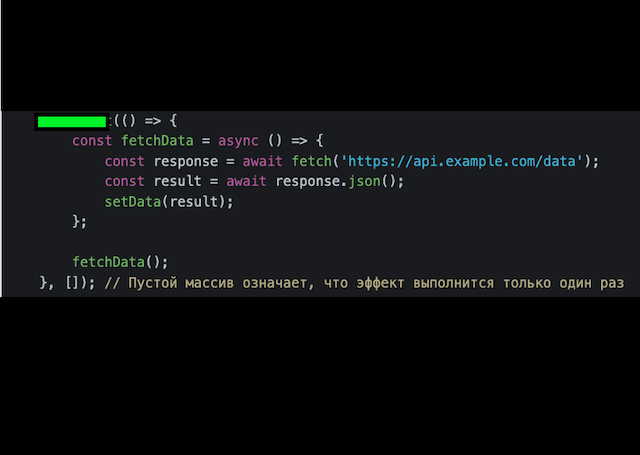 (() => {
const fetchData = async () => {
const response = await fetch('https://api.example.com/data');
const result = await response.json();
setData(result);
};
fetchData();
}, []); // Пустой массив означает, что эффект выполнится только один раз